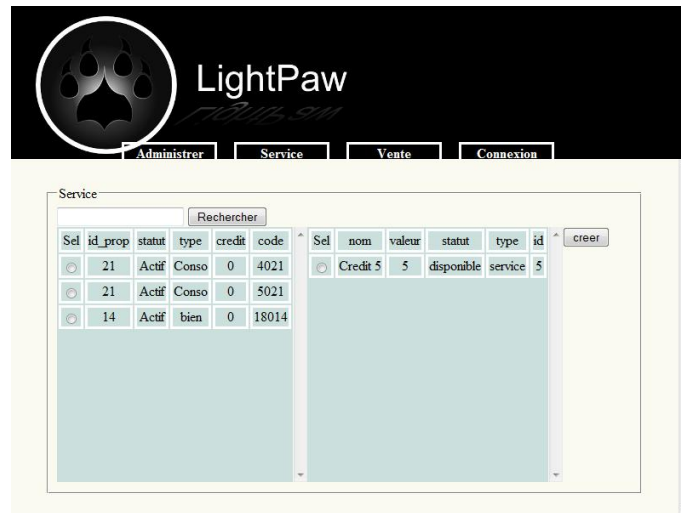 LightPaw
Administrer Service Vente Connexion
Service
Rechercher
Sel id_prop statut type credit code Sel nom valeur statut type id creer
21 Actif Conso 0 4021 Credit 5 5 disponible service 5
21 Actif Conso 0 5021
14 Actif bien 0 18014